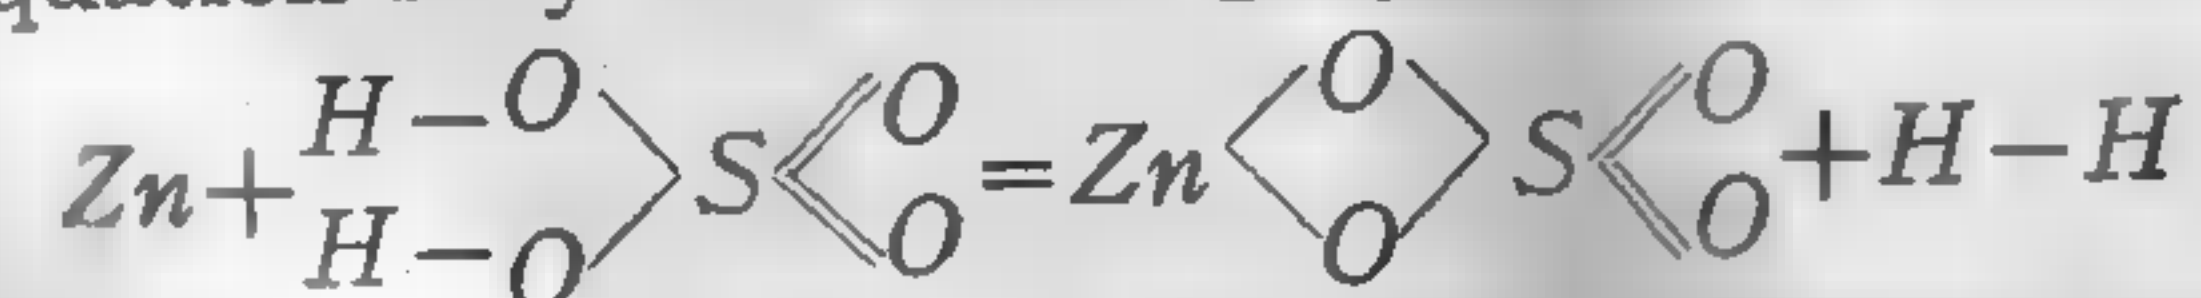 Zn + H—O H—O > S < O O = Zn < O O > S < O O + H—H